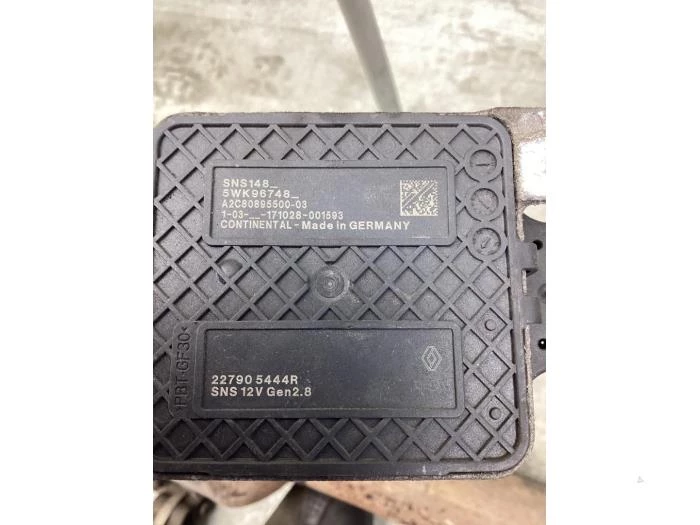 SNS148_
5WK96748_
A2C80895500-03
1-03-__-171028-001593
CONTINENTAL - Made in GERMANY
>PBT-GF30<
22790 5444R
SNS 12V Gen2.8